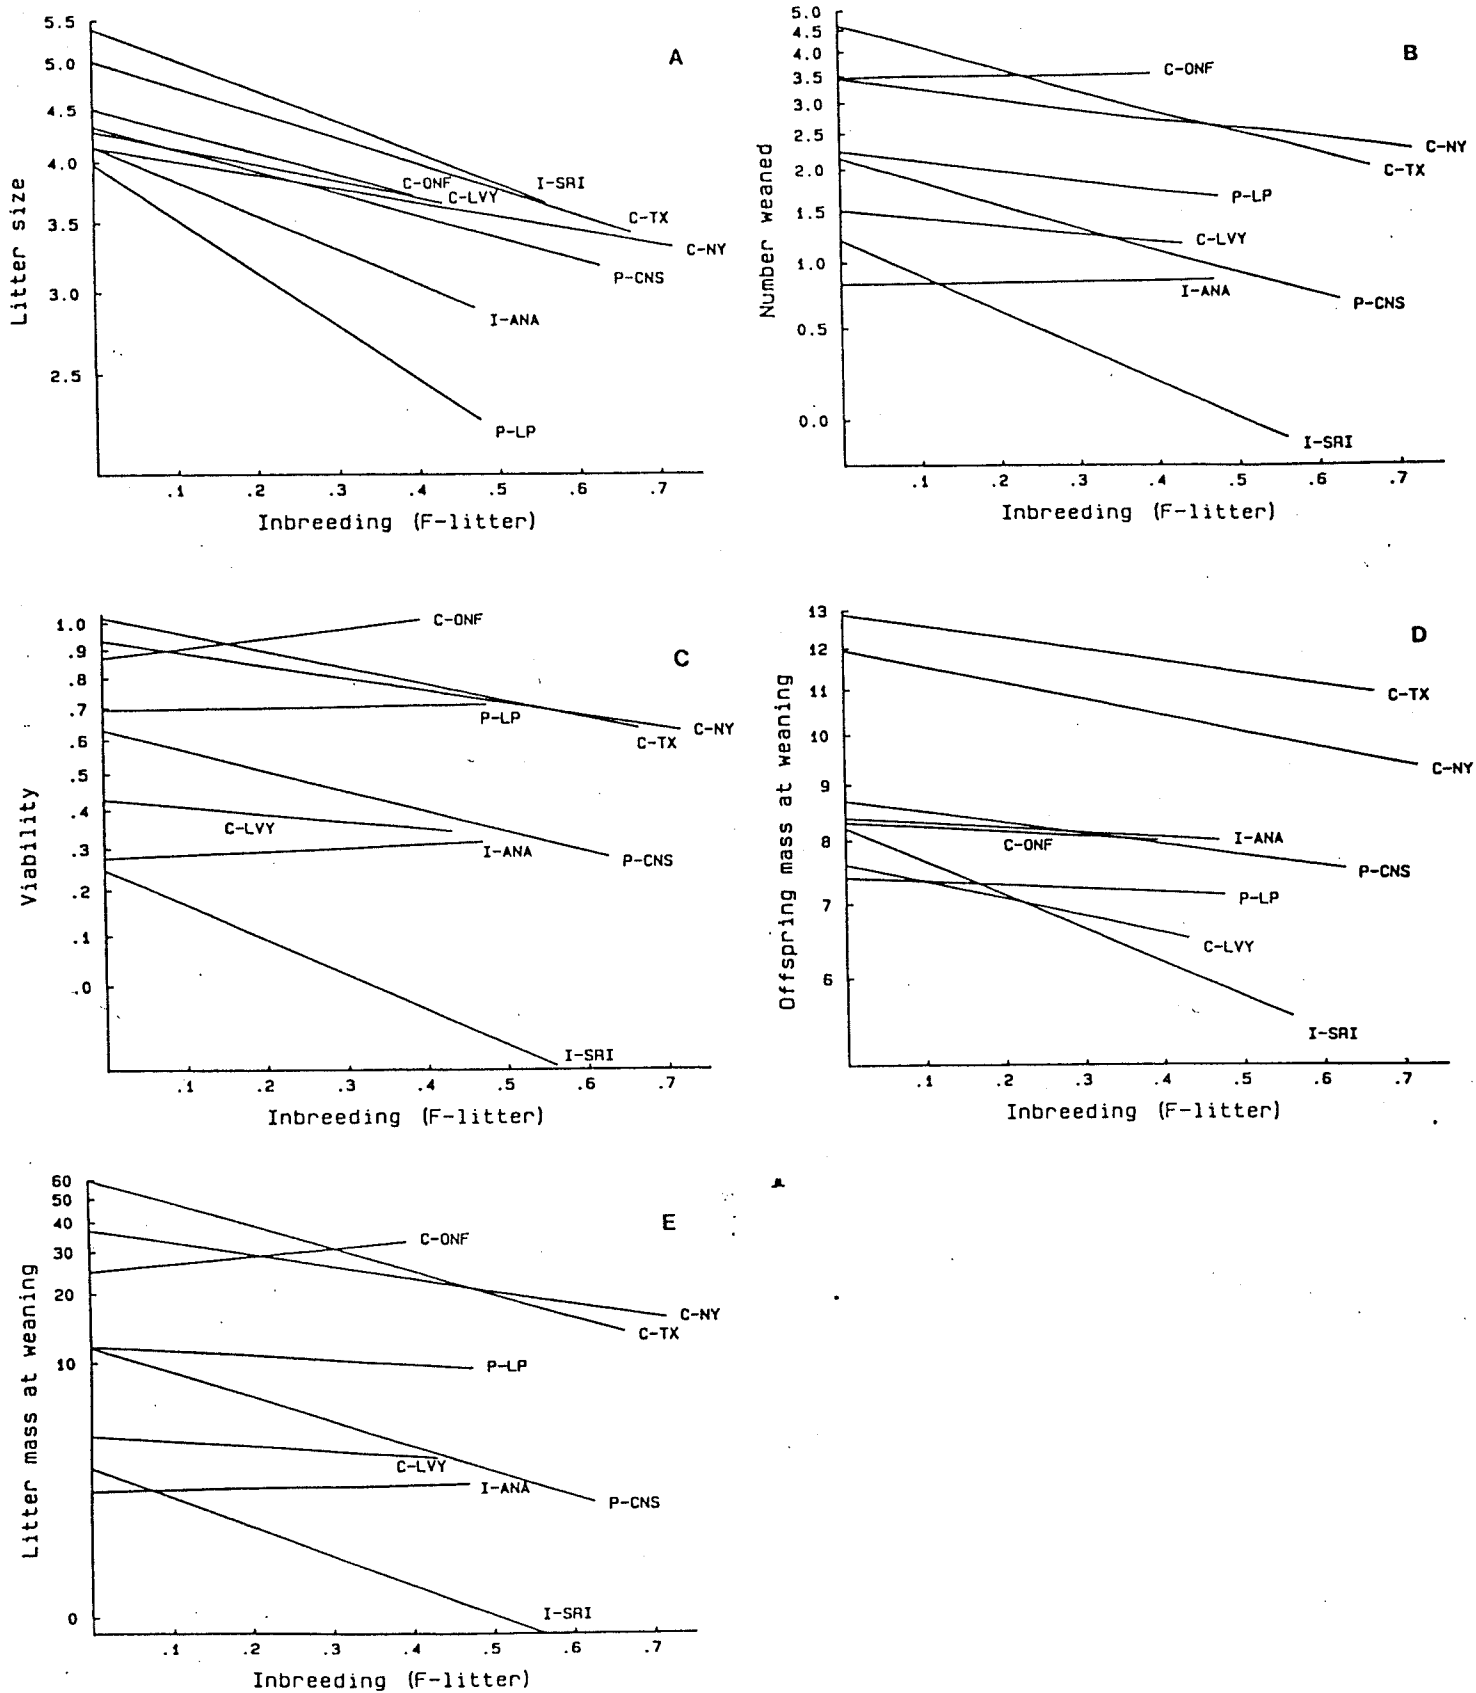 A
Litter size
5.5
5.0
4.5
4.0
3.5
3.0
2.5
C-ONF
C-LVY
I-SRI
C-TX
C-NY
P-CNS
I-ANA
P-LP
.1 .2 .3 .4 .5 .6 .7
Inbreeding (F-litter)
B
Number weaned
5.0
4.5
4.0
3.5
3.0
2.5
2.0
1.5
1.0
0.5
0.0
C-ONF
C-NY
C-TX
P-LP
C-LVY
I-ANA
P-CNS
I-SRI
.1 .2 .3 .4 .5 .6 .7
Inbreeding (F-litter)
C
Viability
1.0
.9
.8
.7
.6
.5
.4
.3
.2
.1
.0
C-ONF
P-LP
C-NY
C-TX
C-LVY
I-ANA
P-CNS
I-SRI
.1 .2 .3 .4 .5 .6 .7
Inbreeding (F-litter)
D
Offspring mass at weaning
13
12
11
10
9
8
7
6
C-TX
C-NY
I-ANA
C-ONF
P-CNS
P-LP
C-LVY
I-SRI
.1 .2 .3 .4 .5 .6 .7
Inbreeding (F-litter)
E
Litter mass at weaning
60
50
40
30
20
10
0
C-ONF
C-NY
C-TX
P-LP
C-LVY
I-ANA
P-CNS
I-SRI
.1 .2 .3 .4 .5 .6 .7
Inbreeding (F-litter)